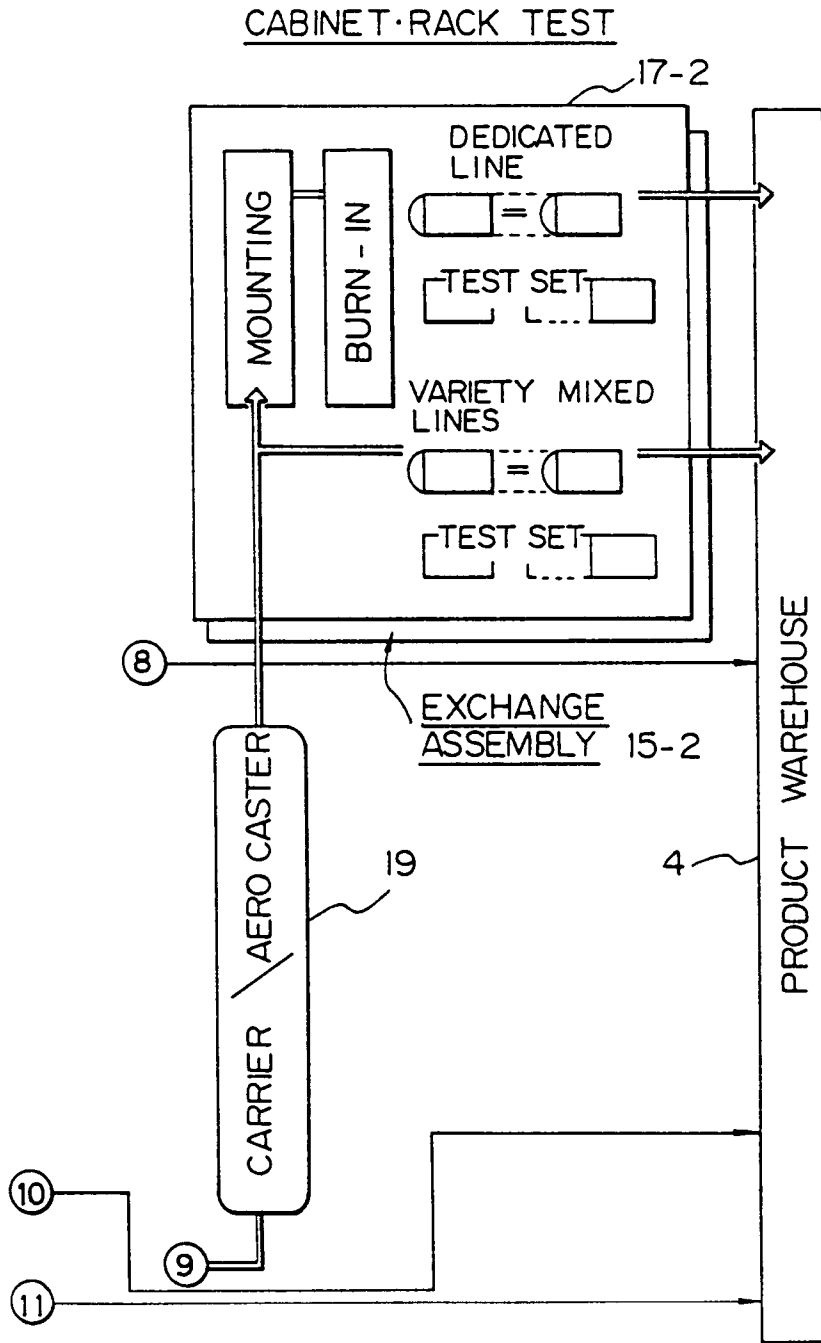 CABINET·RACK TEST
17-2
DEDICATED
LINE
MOUNTING
BURN-IN
TEST SET
VARIETY MIXED
LINES
TEST SET
8
EXCHANGE
ASSEMBLY 15-2
CARRIER / AERO CASTER
19
4
PRODUCT WAREHOUSE
10
9
11